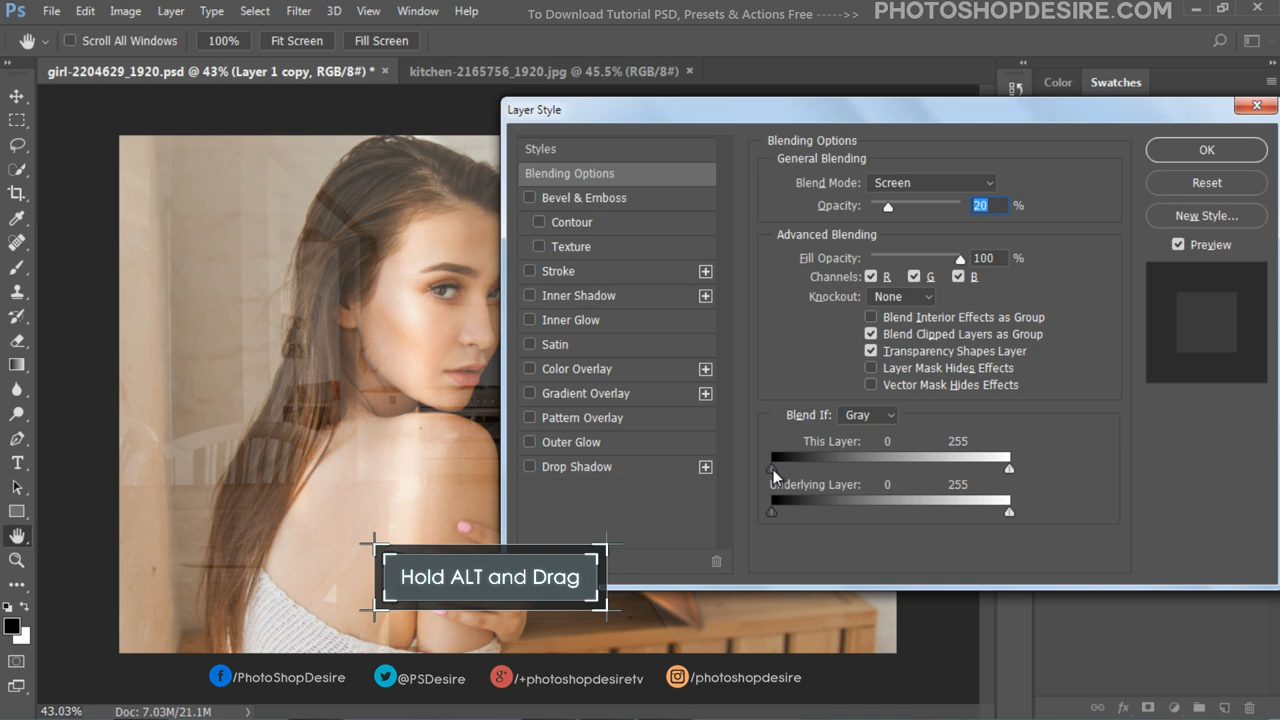 Ps File Edit Image Layer Type Select Filter 3D View Window Help To Download Tutorial PSD, Presets & Actions Free ----->> PHOTOSHOPDESIRE.COM
Scroll All Windows 100% Fit Screen Fill Screen
girl-2204629_1920.psd @ 43% (Layer 1 copy, RGB/8#) * × kitchen-2165756_1920.jpg @ 45.5% (RGB/8#) × Color Swatches
Layer Style
Styles
Blending Options
Bevel & Emboss
Contour
Texture
Stroke
Inner Shadow
Inner Glow
Satin
Color Overlay
Gradient Overlay
Pattern Overlay
Outer Glow
Drop Shadow
Blending Options
General Blending
Blend Mode: Screen
Opacity: 20 %
Advanced Blending
Fill Opacity: 100 %
Channels: R G B
Knockout: None
Blend Interior Effects as Group
Blend Clipped Layers as Group
Transparency Shapes Layer
Layer Mask Hides Effects
Vector Mask Hides Effects
Blend If: Gray
This Layer: 0 255
Underlying Layer: 0 255
OK
Reset
New Style...
Preview
Hold ALT and Drag
f /PhotoShopDesire @PSDesire g+ /+photoshopdesiretv /photoshopdesire
43.03% Doc: 7.03M/21.1M
fx